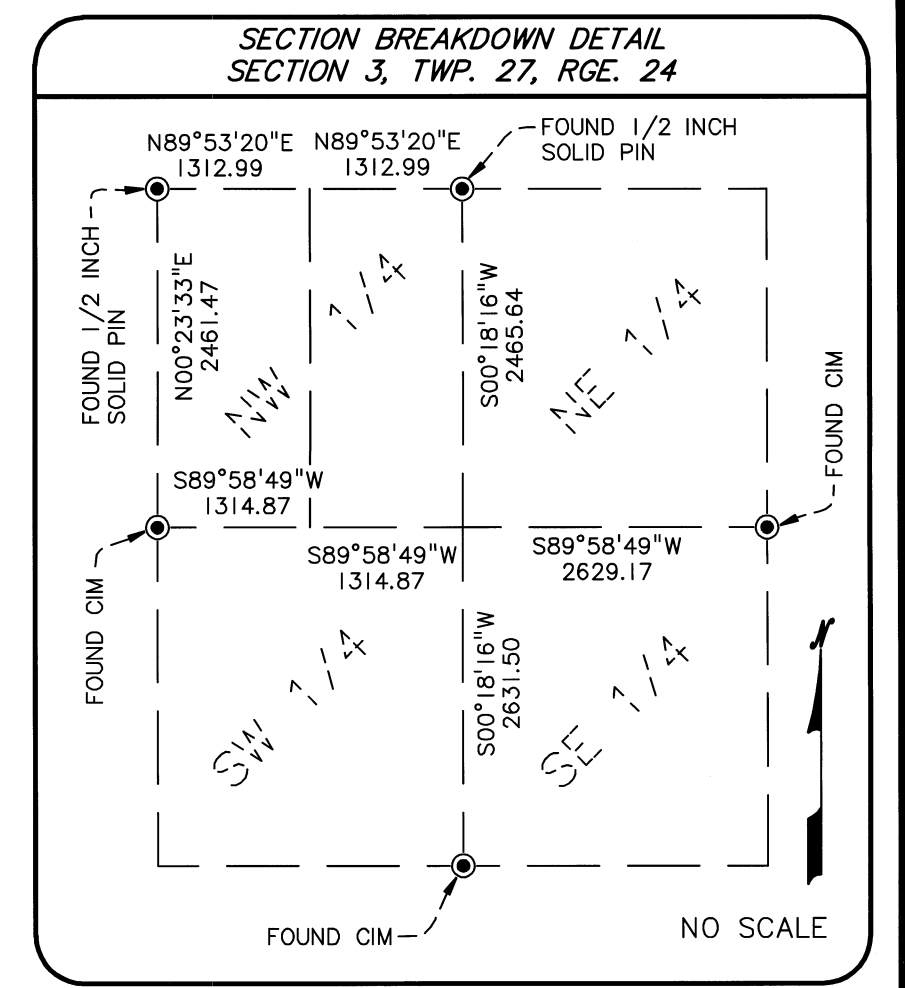 SECTION BREAKDOWN DETAIL
SECTION 3, TWP. 27, RGE. 24
FOUND 1/2 INCH
SOLID PIN
N89°53'20"E
1312.99
N89°53'20"E
1312.99
FOUND 1/2 INCH
SOLID PIN
N00°23'33"E
2461.47
NW 1/4
S00°18'16"W
2465.64
NE 1/4
FOUND CIM
S89°58'49"W
1314.87
S89°58'49"W
1314.87
S89°58'49"W
2629.17
FOUND CIM
SW 1/4
S00°18'16"W
2631.50
SE 1/4
N
FOUND CIM
NO SCALE